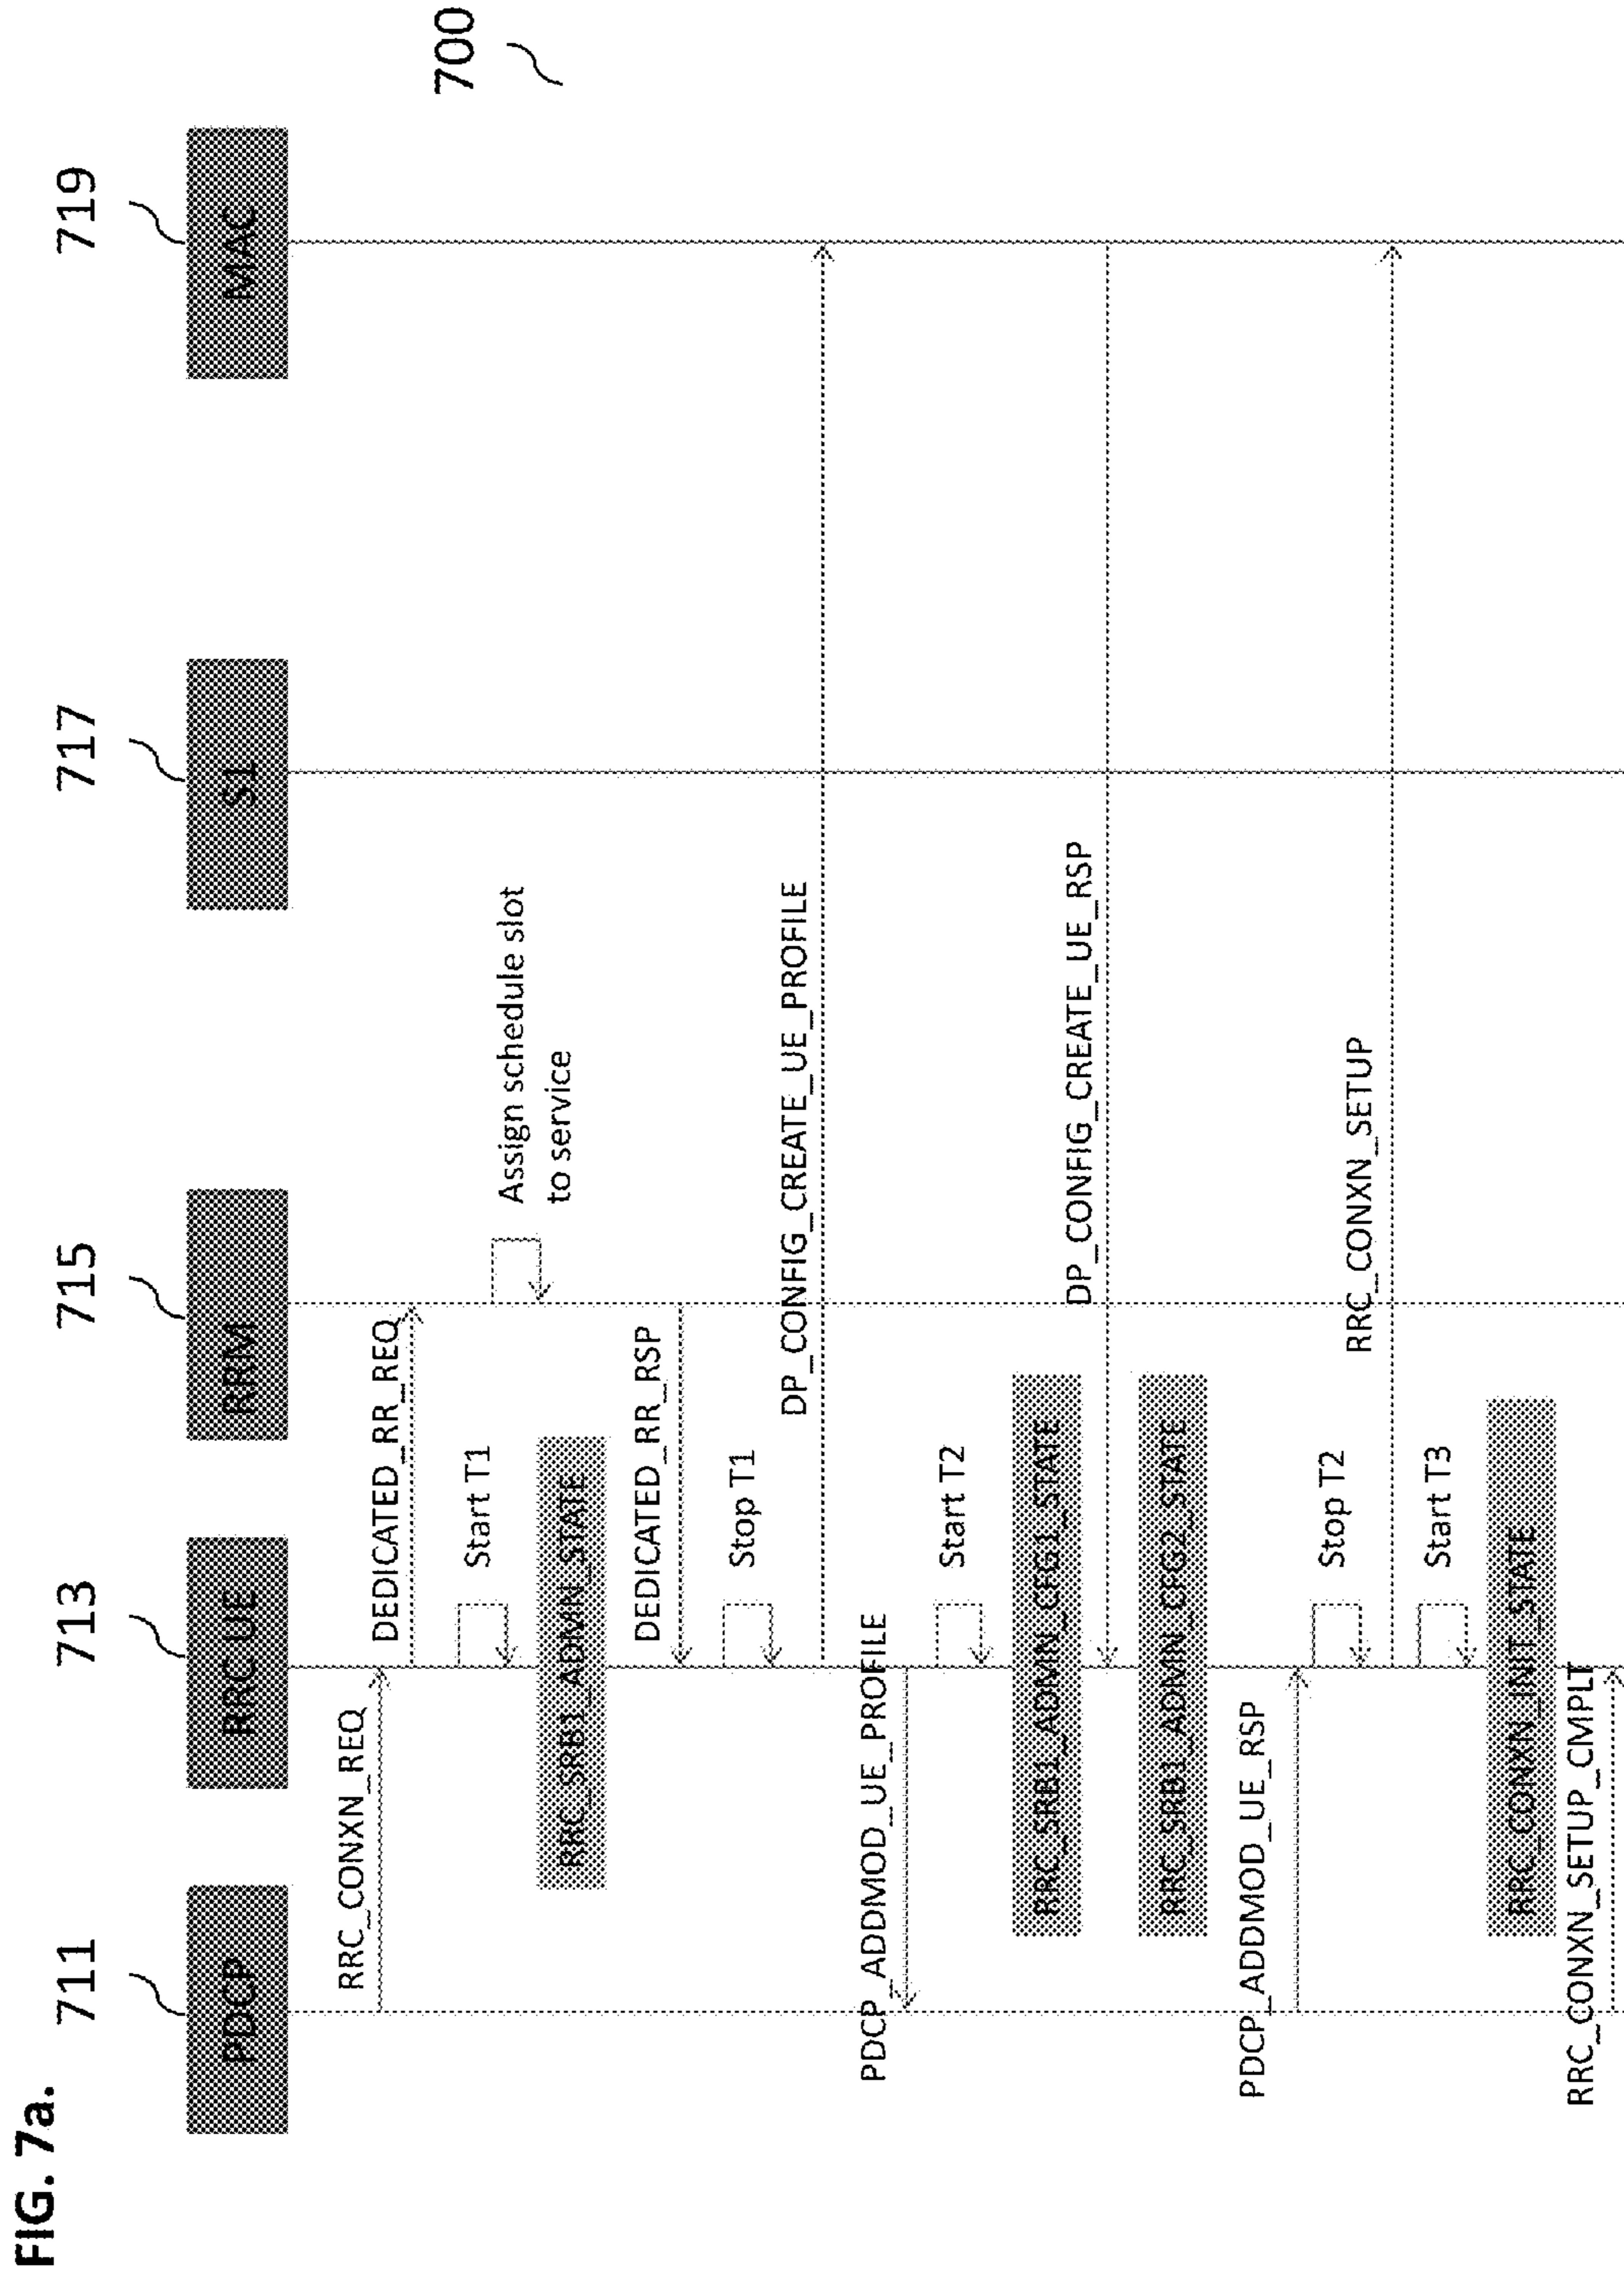 FIG. 7a.
700
711
713
715
717
719
PDCP
RRC UE
RRM
S1
MAC
RRC_CONXN_REQ
DEDICATED_RR_REQ
Start T1
Assign schedule slot
to service
RRC_SRB1_ADMN_STATE
DEDICATED_RR_RSP
Stop T1
DP_CONFIG_CREATE_UE_PROFILE
PDCP_ADDMOD_UE_PROFILE
Start T2
RRC_SRB1_ADMN_CFG1_STATE
DP_CONFIG_CREATE_UE_RSP
RRC_SRB1_ADMN_CFG2_STATE
PDCP_ADDMOD_UE_RSP
Stop T2
RRC_CONXN_SETUP
Start T3
RRC_CONXN_INIT_STATE
RRC_CONXN_SETUP_CMPLT